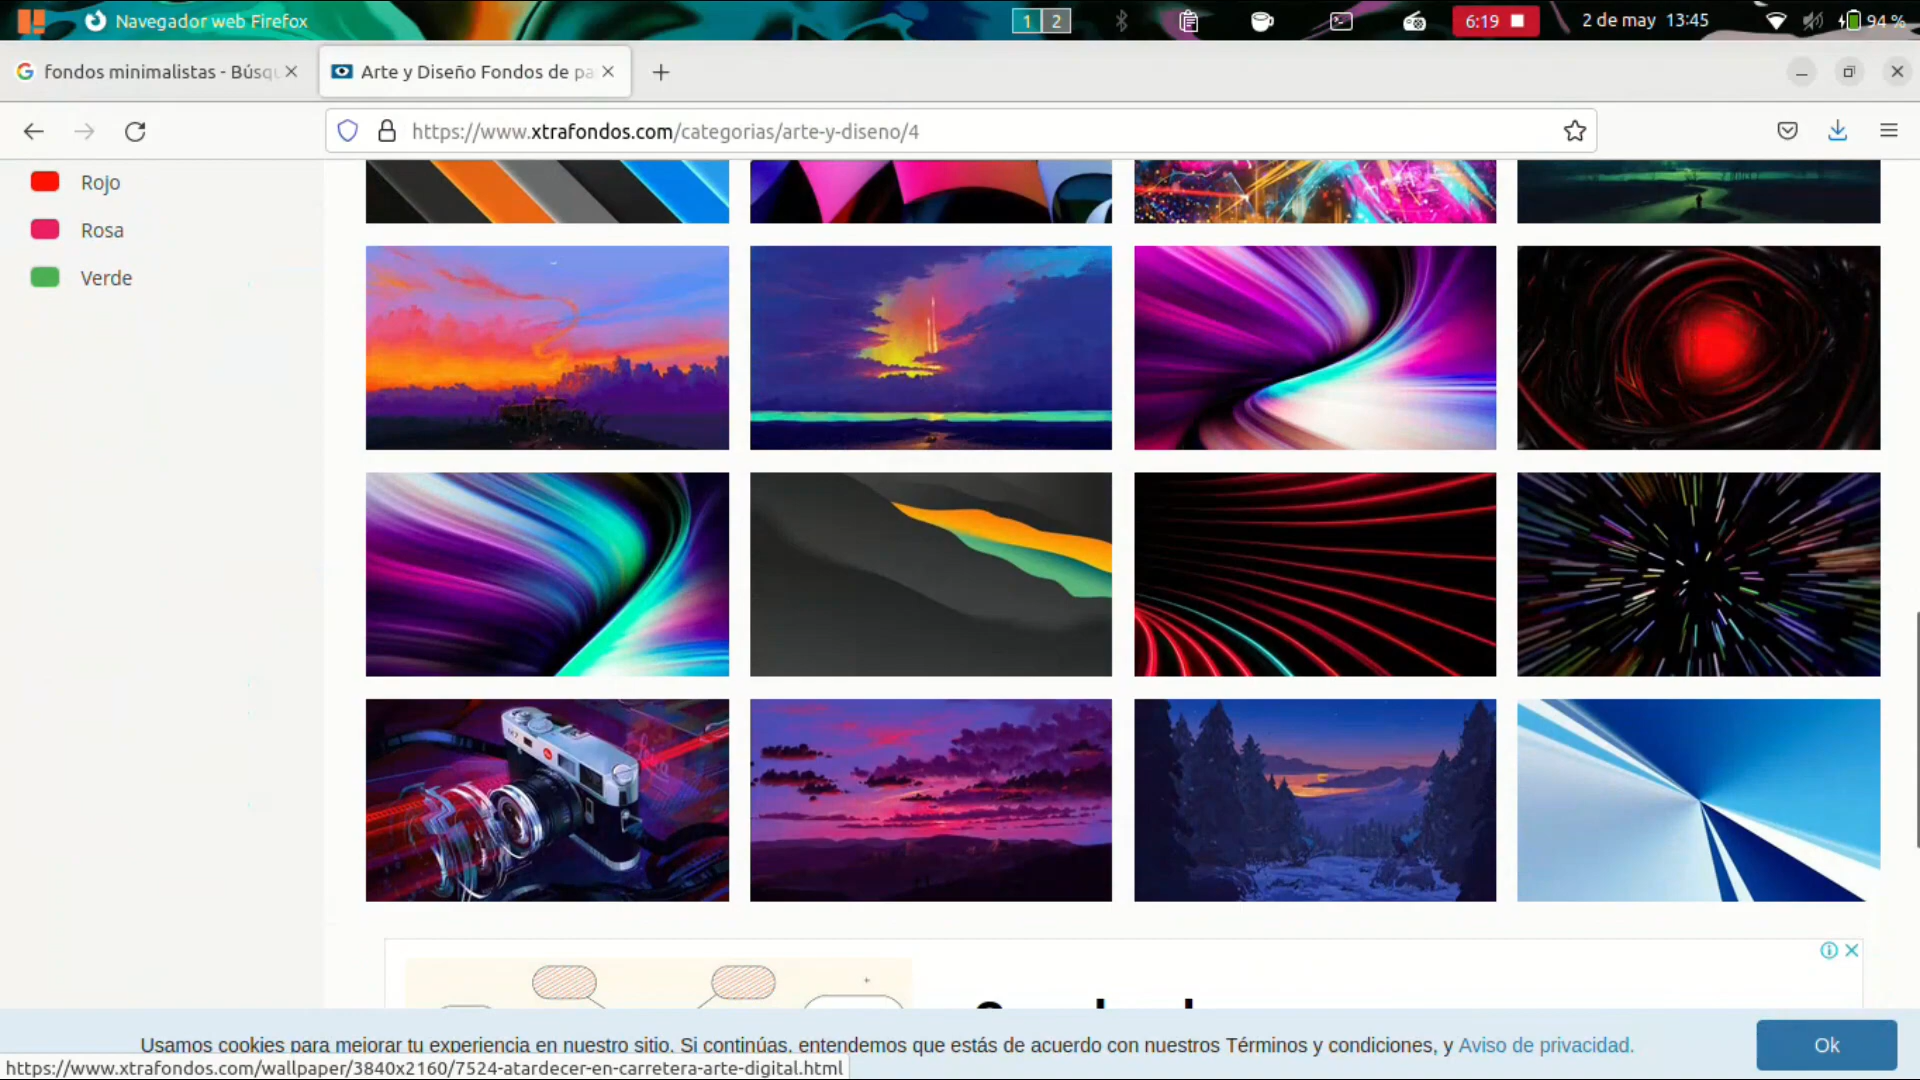 Navegador web Firefox
1 2
6:19
2 de may 13:45
94 %
fondos minimalistas - Búsqu
Arte y Diseño Fondos de pa
https://www.xtrafondos.com/categorias/arte-y-diseno/4
Rojo
Rosa
Verde
Usamos cookies para mejorar tu experiencia en nuestro sitio. Si continúas, entendemos que estás de acuerdo con nuestros Términos y condiciones, y Aviso de privacidad.
Ok
https://www.xtrafondos.com/wallpaper/3840x2160/7524-atardecer-en-carretera-arte-digital.html